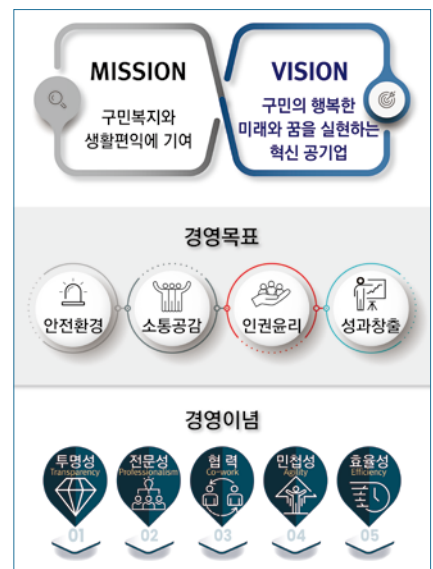 MISSION
구민복지와
생활편익에 기여
VISION
구민의 행복한
미래와 꿈을 실현하는
혁신 공기업
경영목표
안전환경
소통공감
인권윤리
성과창출
경영이념
투명성
Transparency
01
전문성
Professionalism
02
협 력
Co-work
03
민첩성
Agility
04
효율성
Efficiency
05